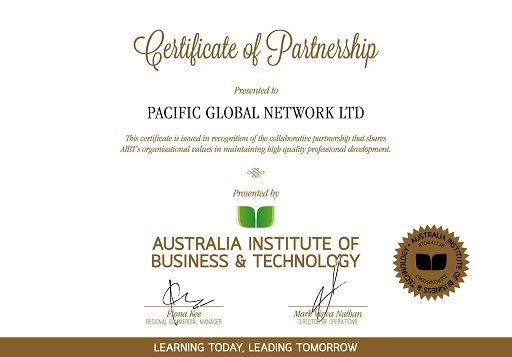 Certificate of Partnership
Presented to
PACIFIC GLOBAL NETWORK LTD
This certificate is issued in recognition of the collaborative partnership that shares
AIBT's organisational values in maintaining high quality professional development.
Presented by
AUSTRALIA INSTITUTE OF
BUSINESS & TECHNOLOGY
Fiona Kee
REGIONAL COMMERCIAL MANAGER
Mark Nathan
DIRECTOR OF OPERATIONS
AUSTRALIA INSTITUTE OF BUSINESS & TECHNOLOGY
LEARNING TODAY, LEADING TOMORROW